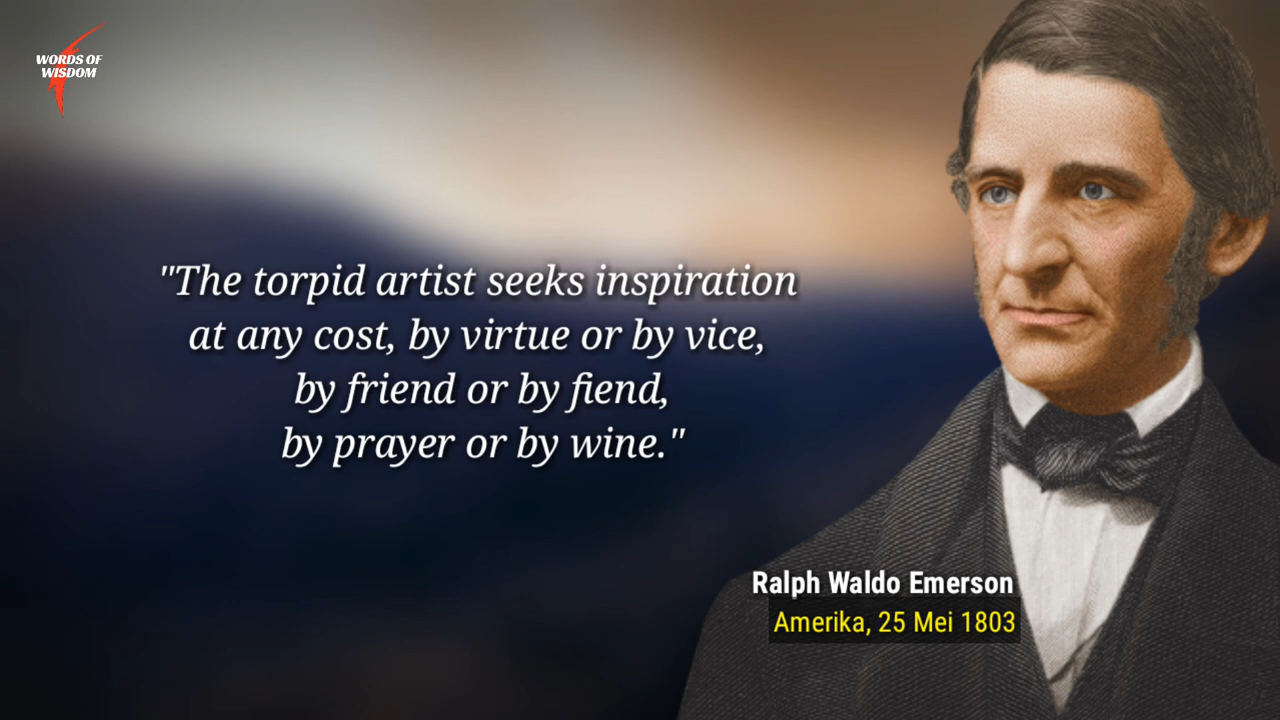 WORDS OF
WISDOM
"The torpid artist seeks inspiration
at any cost, by virtue or by vice,
by friend or by fiend,
by prayer or by wine."
Ralph Waldo Emerson
Amerika, 25 Mei 1803